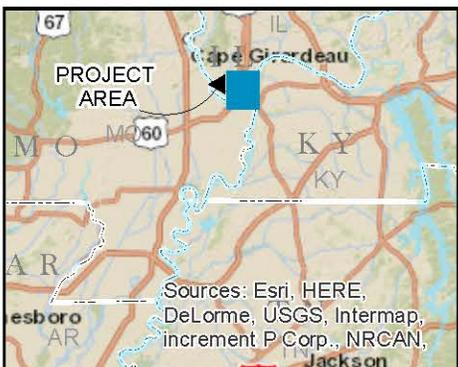 67
IL
I L
Cape Girardeau
PROJECT
AREA
M O
MO
60
K Y
KY
A R
Sources: Esri, HERE,
DeLorme, USGS, Intermap,
increment P Corp., NRCAN,
esboro
AR
TN
Jackson